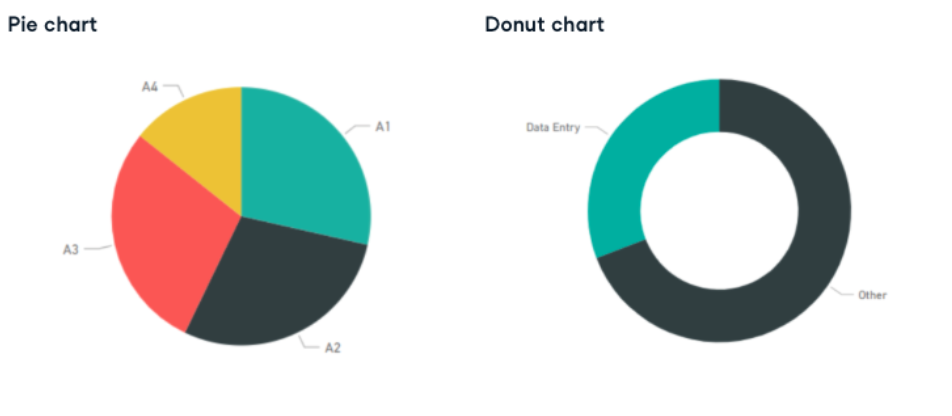 Pie chart
Donut chart
A4
A1
A3
A2
Data Entry
Other